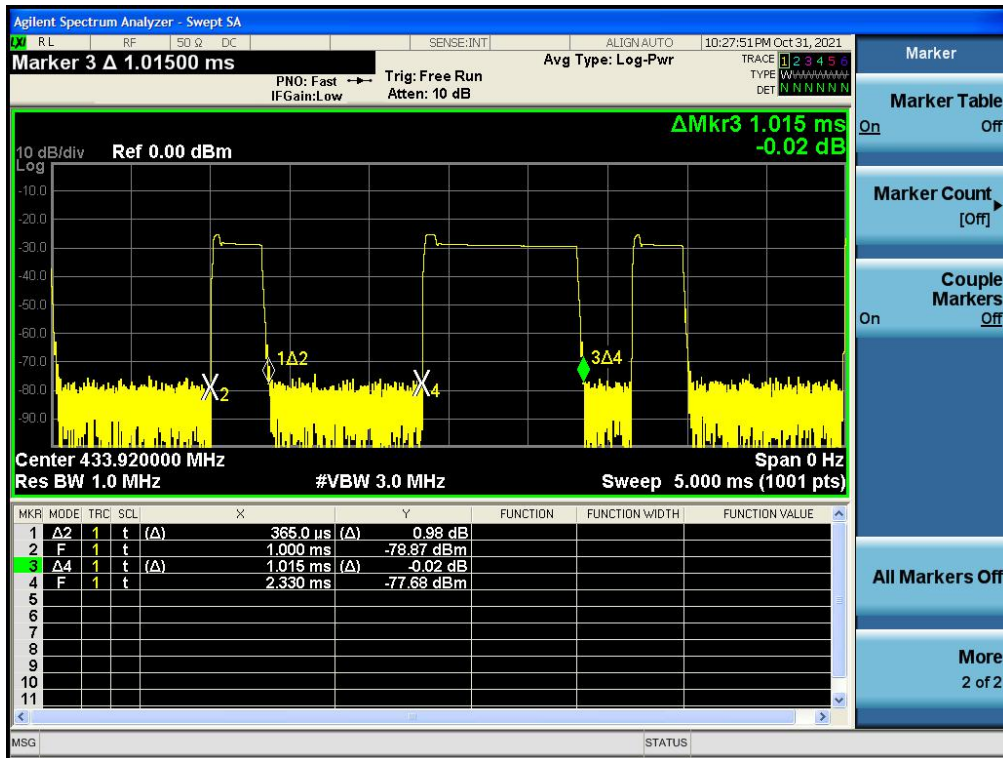 Agilent Spectrum Analyzer - Swept SA
LXI RL RF 50 Ω DC SENSE:INT ALIGNAUTO 10:27:51PM Oct 31, 2021
Marker 3 Δ 1.01500 ms
PNO: Fast
IFGain:Low
Trig: Free Run
Atten: 10 dB
Avg Type: Log-Pwr
TRACE 1 2 3 4 5 6
TYPE W
DET N N N N N N
ΔMkr3 1.015 ms
-0.02 dB
10 dB/div Ref 0.00 dBm
Log
-10.0
-20.0
-30.0
-40.0
-50.0
-60.0
-70.0
-80.0
-90.0
1Δ2
2
4
3Δ4
Center 433.920000 MHz Span 0 Hz
Res BW 1.0 MHz #VBW 3.0 MHz Sweep 5.000 ms (1001 pts)
MKR MODE TRC SCL X Y FUNCTION FUNCTION WIDTH FUNCTION VALUE
1 Δ2 1 t (Δ) 365.0 µs (Δ) 0.98 dB
2 F 1 t 1.000 ms -78.87 dBm
3 Δ4 1 t (Δ) 1.015 ms (Δ) -0.02 dB
4 F 1 t 2.330 ms -77.68 dBm
5
6
7
8
9
10
11
MSG STATUS
Marker
Marker Table
On Off
Marker Count
[Off]
Couple
Markers
On Off
All Markers Off
More
2 of 2